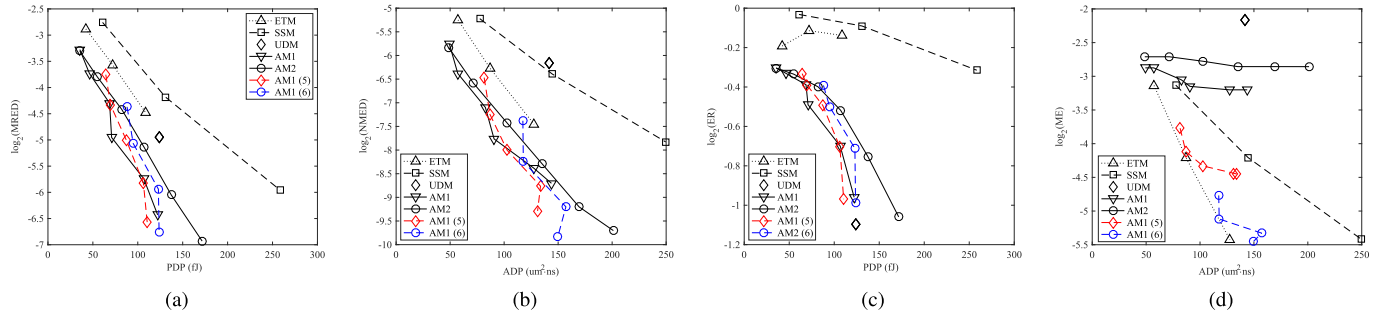 -2.5
-3
-3.5
-4
-4.5
-5
-5.5
-6
-6.5
-7
log2(MRED)
0 50 100 150 200 250 300
PDP (fJ)
ETM
SSM
UDM
AM1
AM2
AM1 (5)
AM1 (6)
(a)
-5
-5.5
-6
-6.5
-7
-7.5
-8
-8.5
-9
-9.5
-10
log2(NMED)
0 50 100 150 200 250
ADP (um²·ns)
ETM
SSM
UDM
AM1
AM2
AM1 (5)
AM1 (6)
(b)
0
-0.2
-0.4
-0.6
-0.8
-1
-1.2
log2(ER)
0 50 100 150 200 250 300
PDP (fJ)
ETM
SSM
UDM
AM1
AM2
AM1 (5)
AM2 (6)
(c)
-2
-2.5
-3
-3.5
-4
-4.5
-5
-5.5
log2(ME)
0 50 100 150 200 250
ADP (um²·ns)
ETM
SSM
UDM
AM1
AM2
AM1 (5)
AM1 (6)
(d)